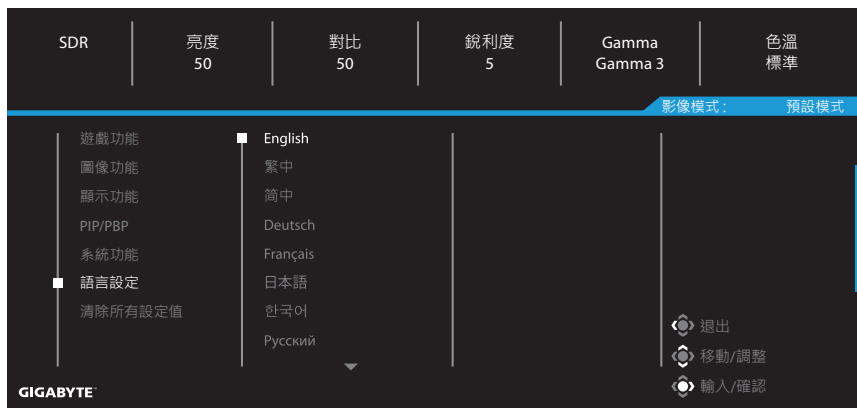 SDR
亮度
50
對比
50
銳利度
5
Gamma
Gamma 3
色溫
標準
影像模式: 預設模式
遊戲功能
圖像功能
顯示功能
PIP/PBP
系統功能
語言設定
清除所有設定值
English
繁中
简中
Deutsch
Français
日本語
한국어
Русский
退出
移動/調整
輸入/確認
GIGABYTE™